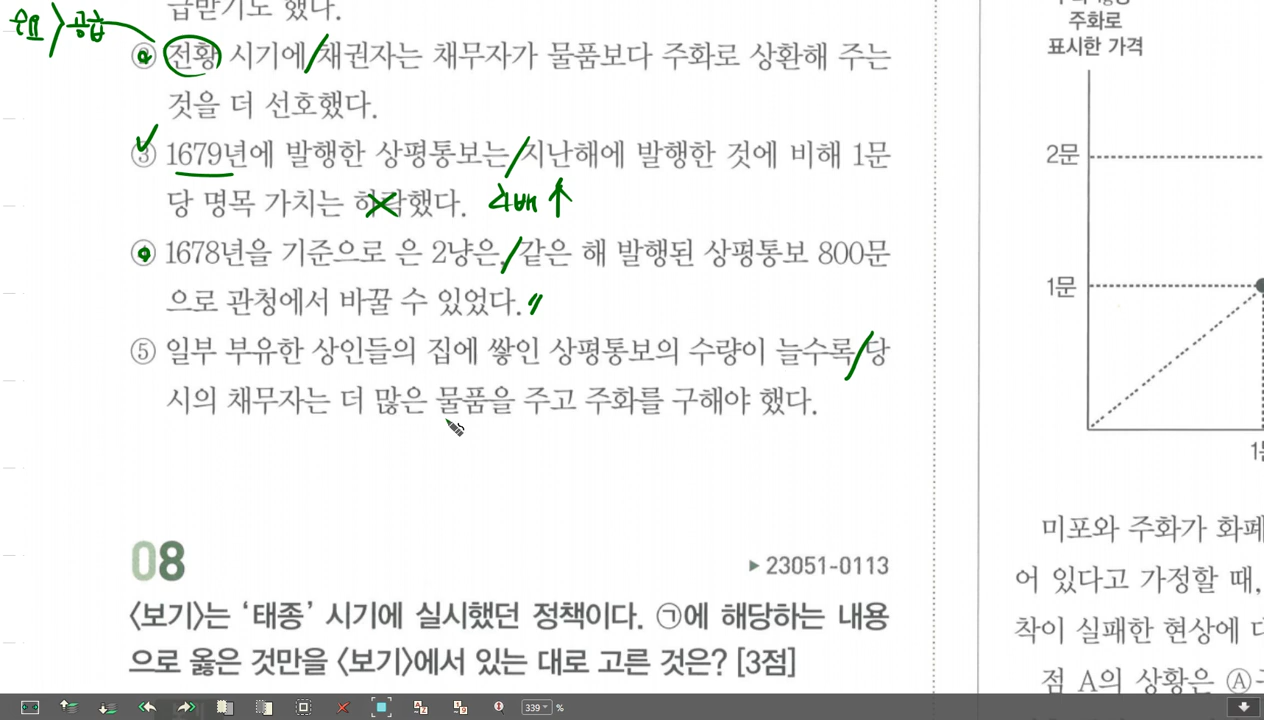 급받기도 했다.
수요 > 공급
② 전황 시기에 채권자는 채무자가 물품보다 주화로 상환해 주는
것을 더 선호했다.
③ 1679년에 발행한 상평통보는 지난해에 발행한 것에 비해 1문
당 명목 가치는 하락했다. 4배 ↑
④ 1678년을 기준으로 은 2냥은, 같은 해 발행된 상평통보 800문
으로 관청에서 바꿀 수 있었다.
⑤ 일부 부유한 상인들의 집에 쌓인 상평통보의 수량이 늘수록 당
시의 채무자는 더 많은 물품을 주고 주화를 구해야 했다.
08
▶ 23051-0113
<보기>는 '태종' 시기에 실시했던 정책이다. ㉠에 해당하는 내용
으로 옳은 것만을 <보기>에서 있는 대로 고른 것은? [3점]
주화로
표시한 가격
2문
1문
미포와 주화가 화폐
어 있다고 가정할 때,
착이 실패한 현상에 
점 A의 상황은 Ⓐ
339 %